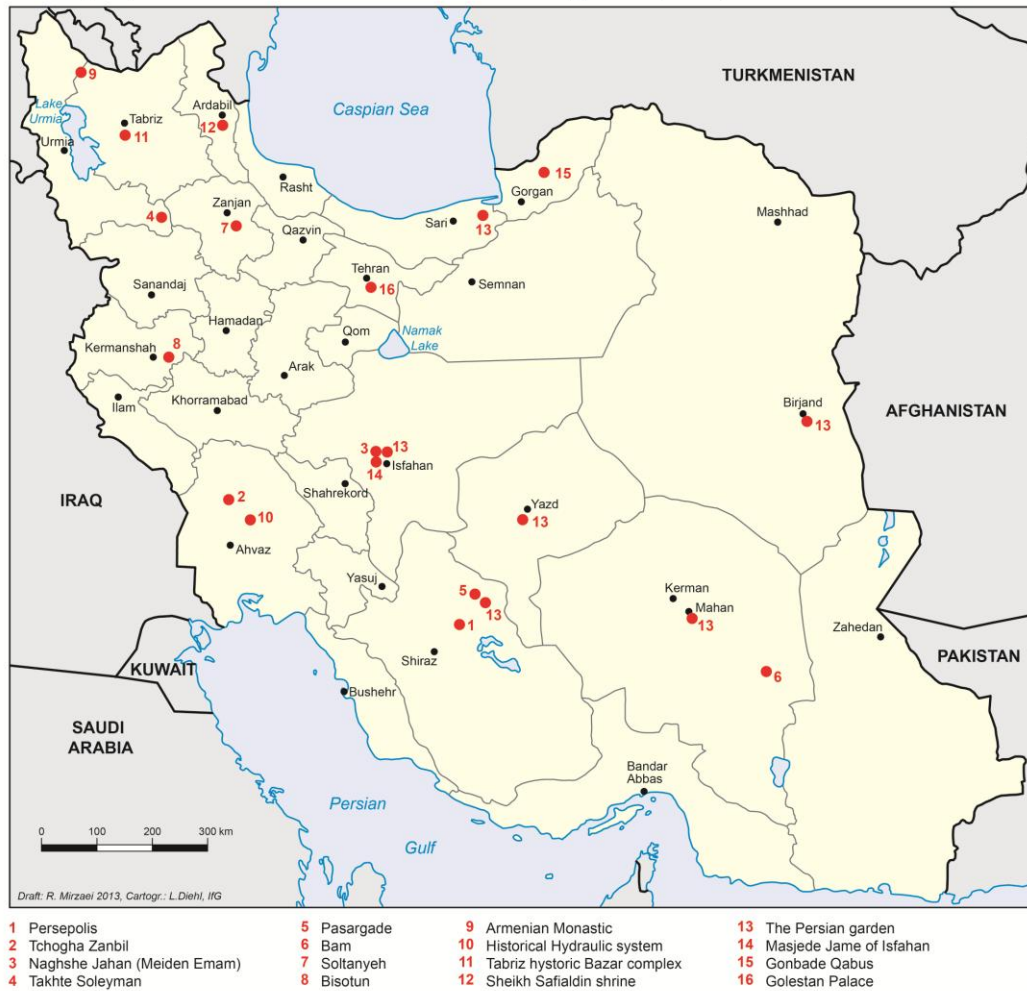 TURKMENISTAN
9
Caspian Sea
Lake
Urmia
Ardabil
12
Tabriz
11
Urmia
15
Rasht
Gorgan
Zanjan
4
7
Sari
13
Mashhad
Qazvin
Tehran
16
Semnan
Sanandaj
Hamadan
Qom
Namak
Lake
8
Kermanshah
Arak
Ilam
Khorramabad
Birjand
13
AFGHANISTAN
3
13
14
Isfahan
Shahrekord
IRAQ
2
10
Yazd
13
Ahvaz
Yasuj
5
13
1
Kerman
Mahan
13
Zahedan
Shiraz
PAKISTAN
KUWAIT
6
Bushehr
SAUDI
ARABIA
Bandar
Abbas
Persian
Gulf
0 100 200 300 km
Draft: R. Mirzaei 2013, Cartogr.: L.Diehl, IfG
1 Persepolis
2 Tchogha Zanbil
3 Naghshe Jahan (Meiden Emam)
4 Takhte Soleyman
5 Pasargade
6 Bam
7 Soltanyeh
8 Bisotun
9 Armenian Monastic
10 Historical Hydraulic system
11 Tabriz hystoric Bazar complex
12 Sheikh Safialdin shrine
13 The Persian garden
14 Masjede Jame of Isfahan
15 Gonbade Qabus
16 Golestan Palace